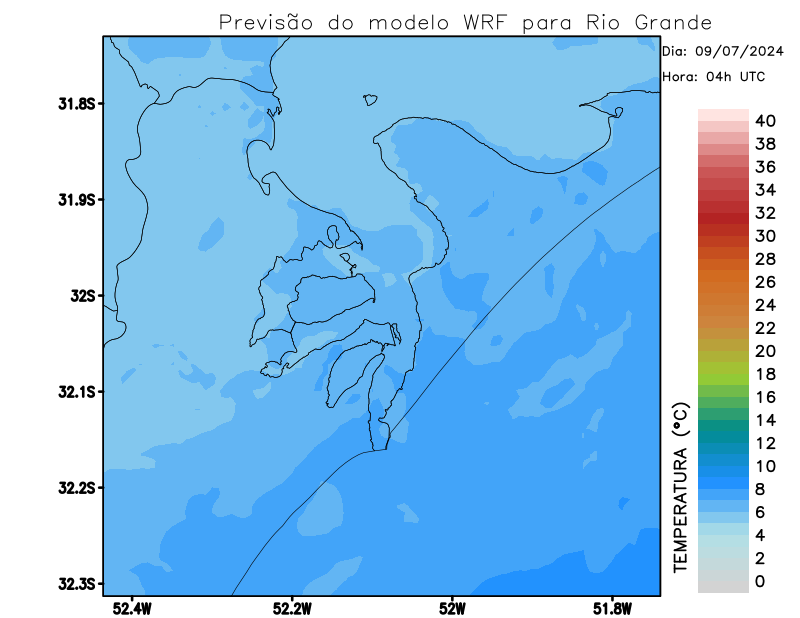 Previsão do modelo WRF para Rio Grande
Dia: 09/07/2024
Hora: 04h UTC
31.8S
31.9S
32S
32.1S
32.2S
32.3S
52.4W
52.2W
52W
51.8W
TEMPERATURA (°C)
40
38
36
34
32
30
28
26
24
22
20
18
16
14
12
10
8
6
4
2
0